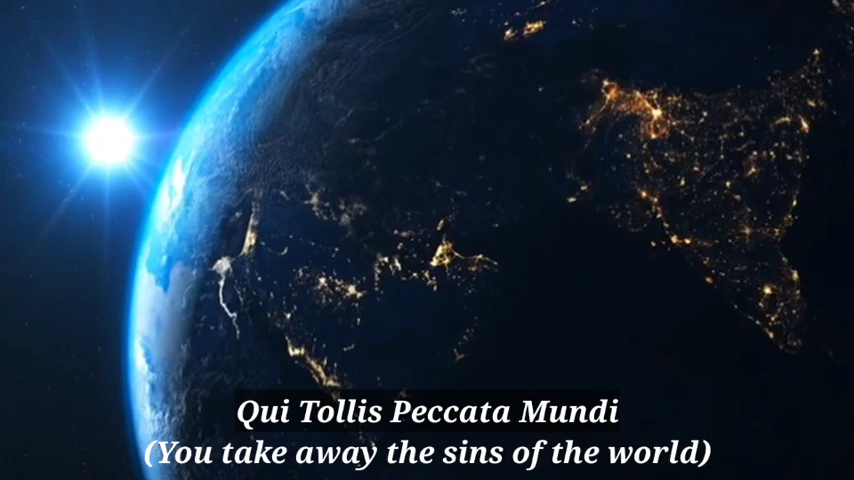 Qui Tollis Peccata Mundi
(You take away the sins of the world)